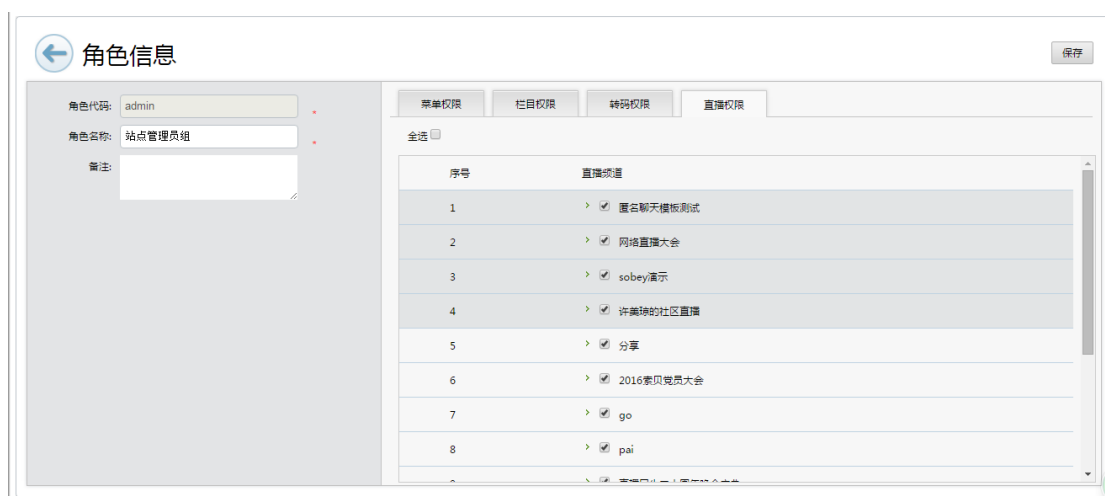 角色信息
保存
角色代码: admin *
角色名称: 站点管理员组 *
备注:
菜单权限 栏目权限 转码权限 直播权限
全选
序号 直播频道
1 匿名聊天模板测试
2 网络直播大会
3 sobey演示
4 许美琼的社区直播
5 分享
6 2016索贝党员大会
7 go
8 pai